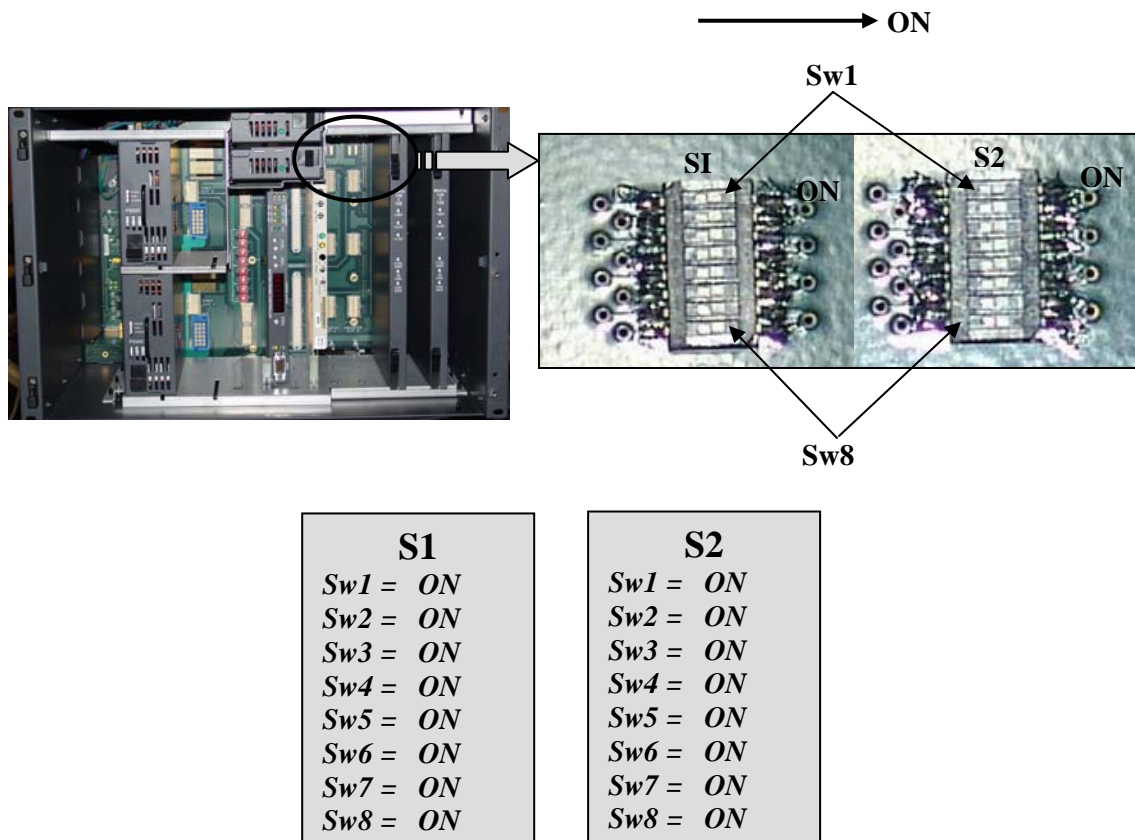 ON
Sw1
SI
S2
ON
ON
Sw8
S1
Sw1 = ON
Sw2 = ON
Sw3 = ON
Sw4 = ON
Sw5 = ON
Sw6 = ON
Sw7 = ON
Sw8 = ON
S2
Sw1 = ON
Sw2 = ON
Sw3 = ON
Sw4 = ON
Sw5 = ON
Sw6 = ON
Sw7 = ON
Sw8 = ON